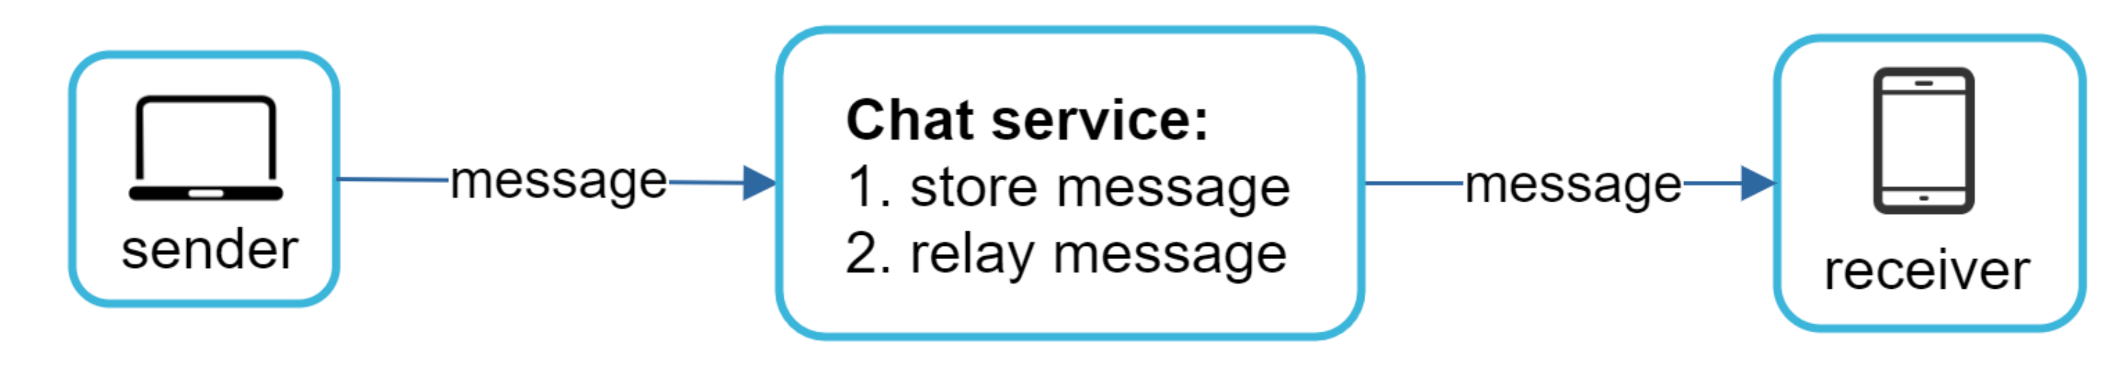 sender
message
Chat service:
1. store message
2. relay message
message
receiver